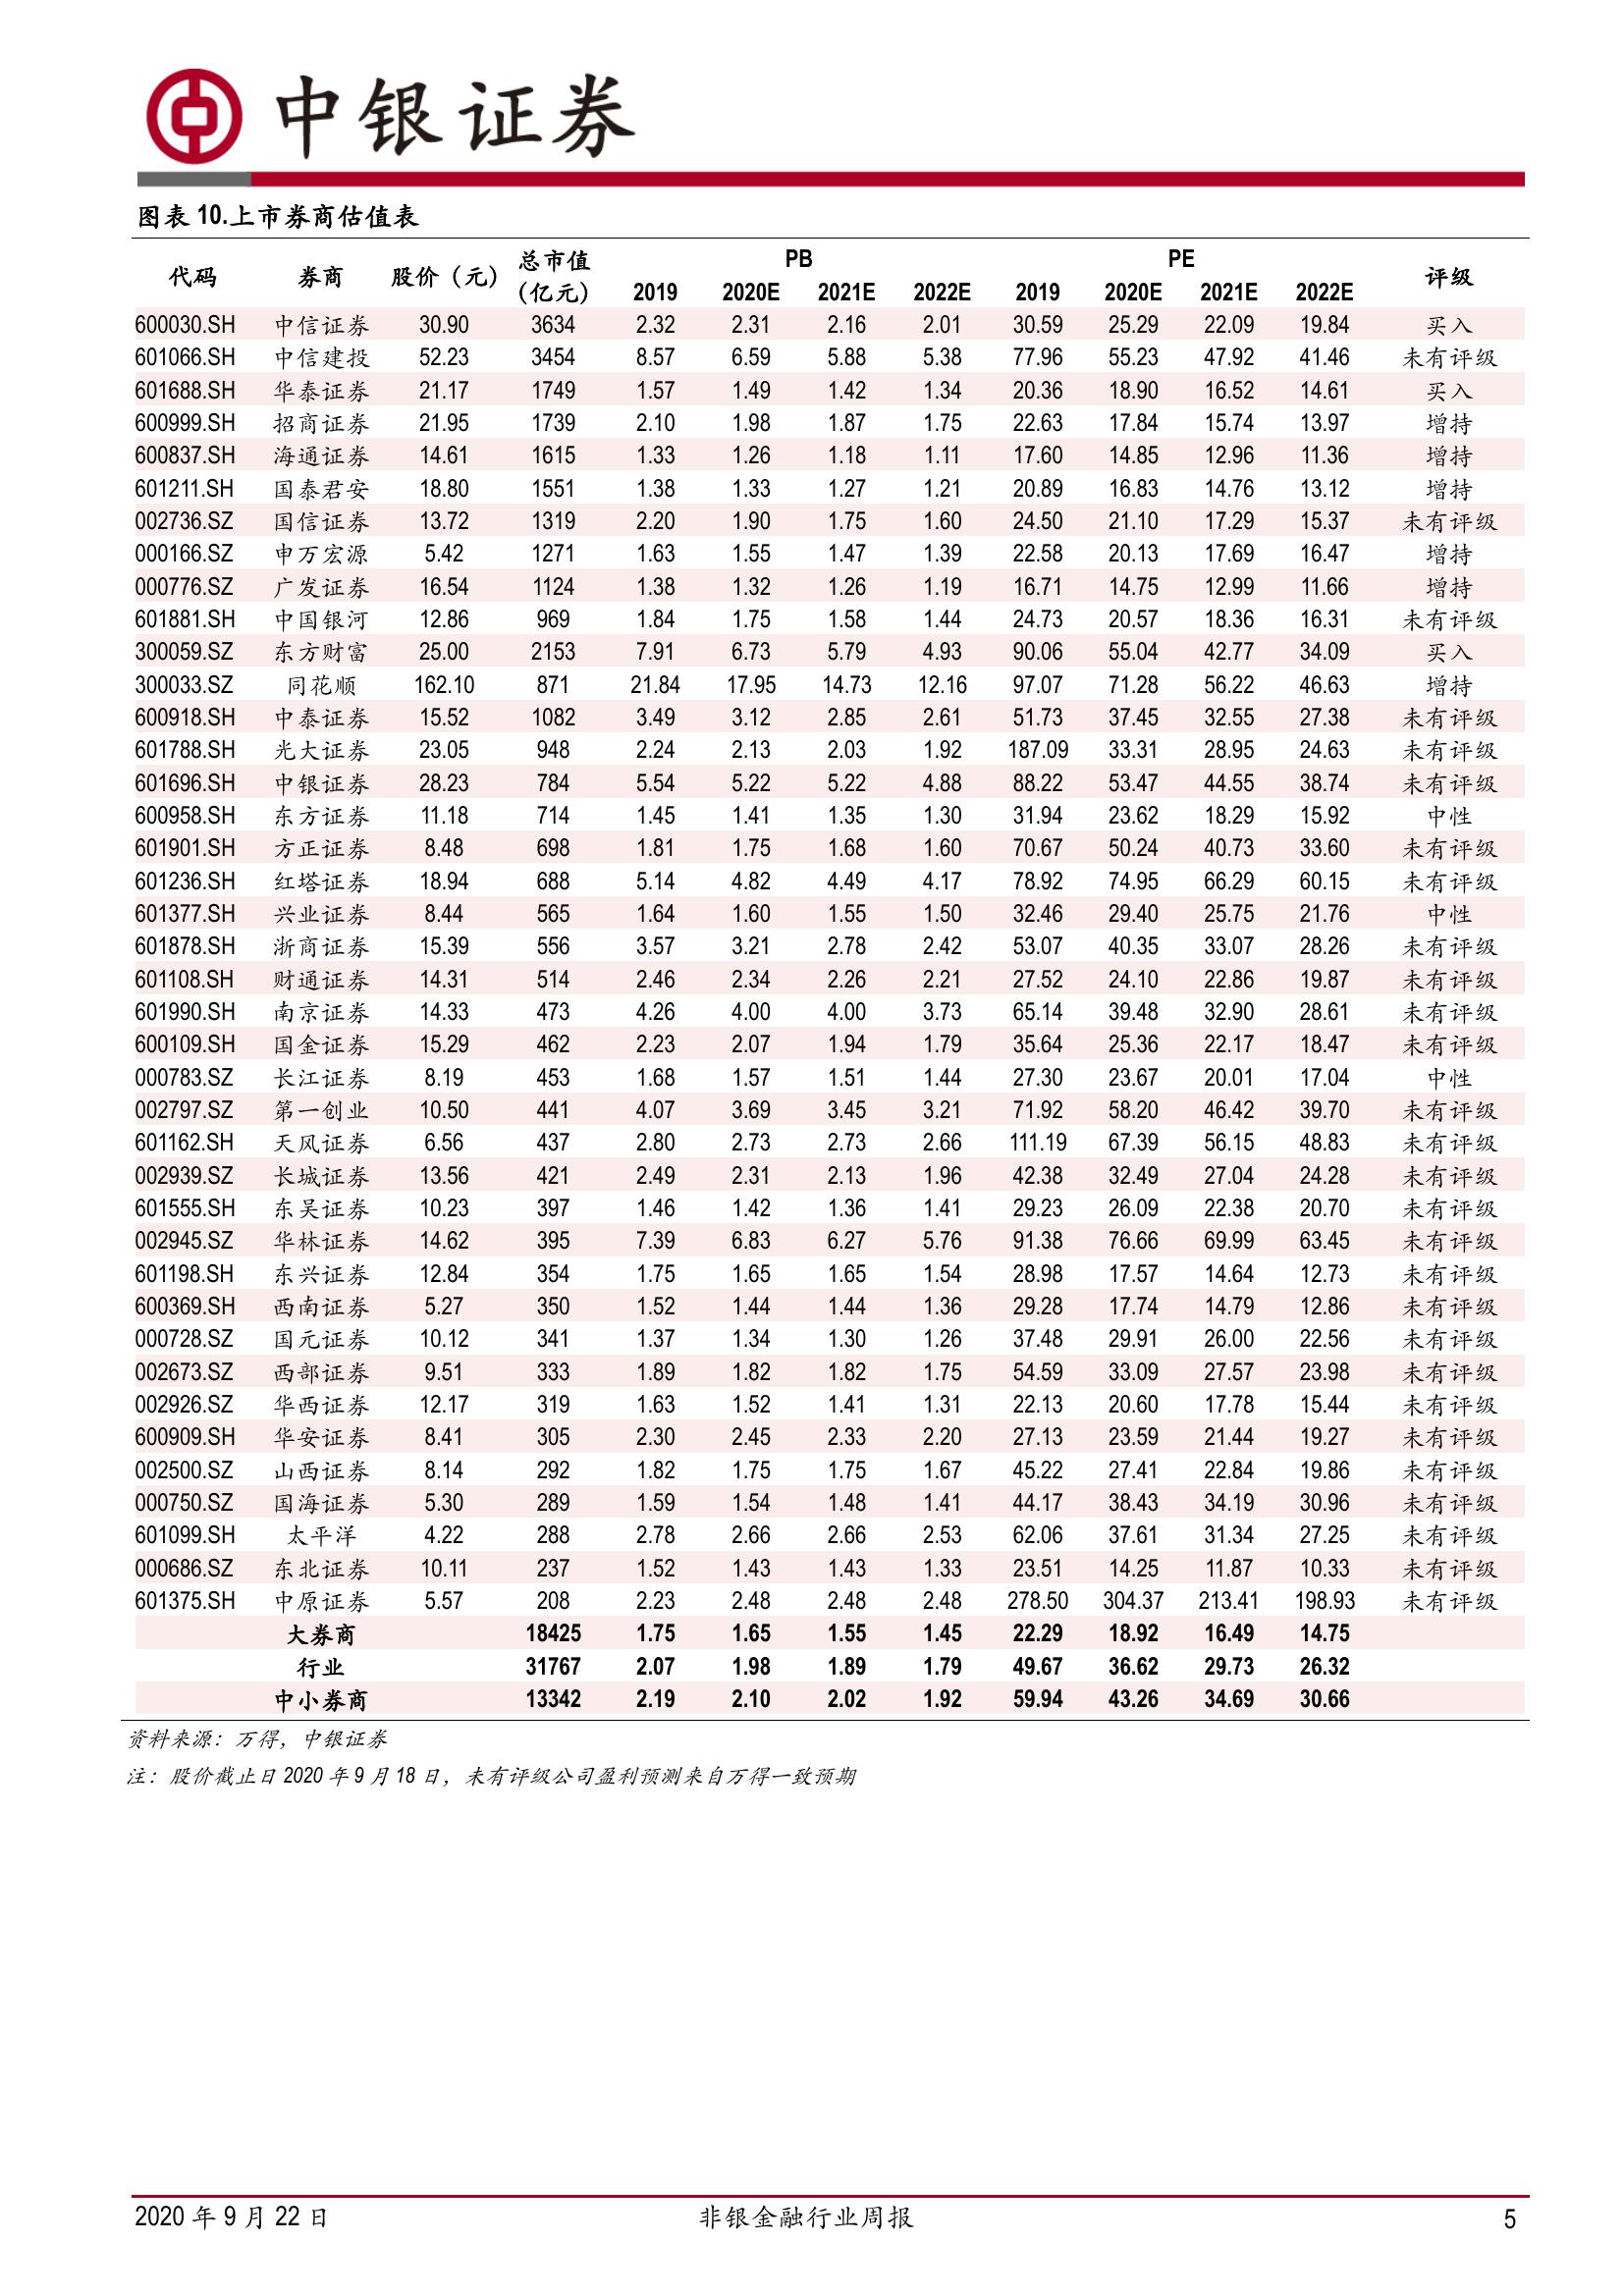 中银证券
图表 10.上市券商估值表
代码 券商 股价（元） 总市值（亿元） PB PE 评级
2019 2020E 2021E 2022E 2019 2020E 2021E 2022E
600030.SH 中信证券 30.90 3634 2.32 2.31 2.16 2.01 30.59 25.29 22.09 19.84 买入
601066.SH 中信建投 52.23 3454 8.57 6.59 5.88 5.38 77.96 55.23 47.92 41.46 未有评级
601688.SH 华泰证券 21.17 1749 1.57 1.49 1.42 1.34 20.36 18.90 16.52 14.61 买入
600999.SH 招商证券 21.95 1739 2.10 1.98 1.87 1.75 22.63 17.84 15.74 13.97 增持
600837.SH 海通证券 14.61 1615 1.33 1.26 1.18 1.11 17.60 14.85 12.96 11.36 增持
601211.SH 国泰君安 18.80 1551 1.38 1.33 1.27 1.21 20.89 16.83 14.76 13.12 增持
002736.SZ 国信证券 13.72 1319 2.20 1.90 1.75 1.60 24.50 21.10 17.29 15.37 未有评级
000166.SZ 申万宏源 5.42 1271 1.63 1.55 1.47 1.39 22.58 20.13 17.69 16.47 增持
000776.SZ 广发证券 16.54 1124 1.38 1.32 1.26 1.19 16.71 14.75 12.99 11.66 增持
601881.SH 中国银河 12.86 969 1.84 1.75 1.58 1.44 24.73 20.57 18.36 16.31 未有评级
300059.SZ 东方财富 25.00 2153 7.91 6.73 5.79 4.93 90.06 55.04 42.77 34.09 买入
300033.SZ 同花顺 162.10 871 21.84 17.95 14.73 12.16 97.07 71.28 56.22 46.63 增持
600918.SH 中泰证券 15.52 1082 3.49 3.12 2.85 2.61 51.73 37.45 32.55 27.38 未有评级
601788.SH 光大证券 23.05 948 2.24 2.13 2.03 1.92 187.09 33.31 28.95 24.63 未有评级
601696.SH 中银证券 28.23 784 5.54 5.22 5.22 4.88 88.22 53.47 44.55 38.74 未有评级
600958.SH 东方证券 11.18 714 1.45 1.41 1.35 1.30 31.94 23.62 18.29 15.92 中性
601901.SH 方正证券 8.48 698 1.81 1.75 1.68 1.60 70.67 50.24 40.73 33.60 未有评级
601236.SH 红塔证券 18.94 688 5.14 4.82 4.49 4.17 78.92 74.95 66.29 60.15 未有评级
601377.SH 兴业证券 8.44 565 1.64 1.60 1.55 1.50 32.46 29.40 25.75 21.76 中性
601878.SH 浙商证券 15.39 556 3.57 3.21 2.78 2.42 53.07 40.35 33.07 28.26 未有评级
601108.SH 财通证券 14.31 514 2.46 2.34 2.26 2.21 27.52 24.10 22.86 19.87 未有评级
601990.SH 南京证券 14.33 473 4.26 4.00 4.00 3.73 65.14 39.48 32.90 28.61 未有评级
600109.SH 国金证券 15.29 462 2.23 2.07 1.94 1.79 35.64 25.36 22.17 18.47 未有评级
000783.SZ 长江证券 8.19 453 1.68 1.57 1.51 1.44 27.30 23.67 20.01 17.04 中性
002797.SZ 第一创业 10.50 441 4.07 3.69 3.45 3.21 71.92 58.20 46.42 39.70 未有评级
601162.SH 天风证券 6.56 437 2.80 2.73 2.73 2.66 111.19 67.39 56.15 48.83 未有评级
002939.SZ 长城证券 13.56 421 2.49 2.31 2.13 1.96 42.38 32.49 27.04 24.28 未有评级
601555.SH 东吴证券 10.23 397 1.46 1.42 1.36 1.41 29.23 26.09 22.38 20.70 未有评级
002945.SZ 华林证券 14.62 395 7.39 6.83 6.27 5.76 91.38 76.66 69.99 63.45 未有评级
601198.SH 东兴证券 12.84 354 1.75 1.65 1.65 1.54 28.98 17.57 14.64 12.73 未有评级
600369.SH 西南证券 5.27 350 1.52 1.44 1.44 1.36 29.28 17.74 14.79 12.86 未有评级
000728.SZ 国元证券 10.12 341 1.37 1.34 1.30 1.26 37.48 29.91 26.00 22.56 未有评级
002673.SZ 西部证券 9.51 333 1.89 1.82 1.82 1.75 54.59 33.09 27.57 23.98 未有评级
002926.SZ 华西证券 12.17 319 1.63 1.52 1.41 1.31 22.13 20.60 17.78 15.44 未有评级
600909.SH 华安证券 8.41 305 2.30 2.45 2.33 2.20 27.13 23.59 21.44 19.27 未有评级
002500.SZ 山西证券 8.14 292 1.82 1.75 1.75 1.67 45.22 27.41 22.84 19.86 未有评级
000750.SZ 国海证券 5.30 289 1.59 1.54 1.48 1.41 44.17 38.43 34.19 30.96 未有评级
601099.SH 太平洋 4.22 288 2.78 2.66 2.66 2.53 62.06 37.61 31.34 27.25 未有评级
000686.SZ 东北证券 10.11 237 1.52 1.43 1.43 1.33 23.51 14.25 11.87 10.33 未有评级
601375.SH 中原证券 5.57 208 2.23 2.48 2.48 2.48 278.50 304.37 213.41 198.93 未有评级
大券商 18425 1.75 1.65 1.55 1.45 22.29 18.92 16.49 14.75
行业 31767 2.07 1.98 1.89 1.79 49.67 36.62 29.73 26.32
中小券商 13342 2.19 2.10 2.02 1.92 59.94 43.26 34.69 30.66
资料来源：万得，中银证券
注：股价截止日 2020 年 9 月 18 日，未有评级公司盈利预测来自万得一致预期
2020 年 9 月 22 日 非银金融行业周报 5